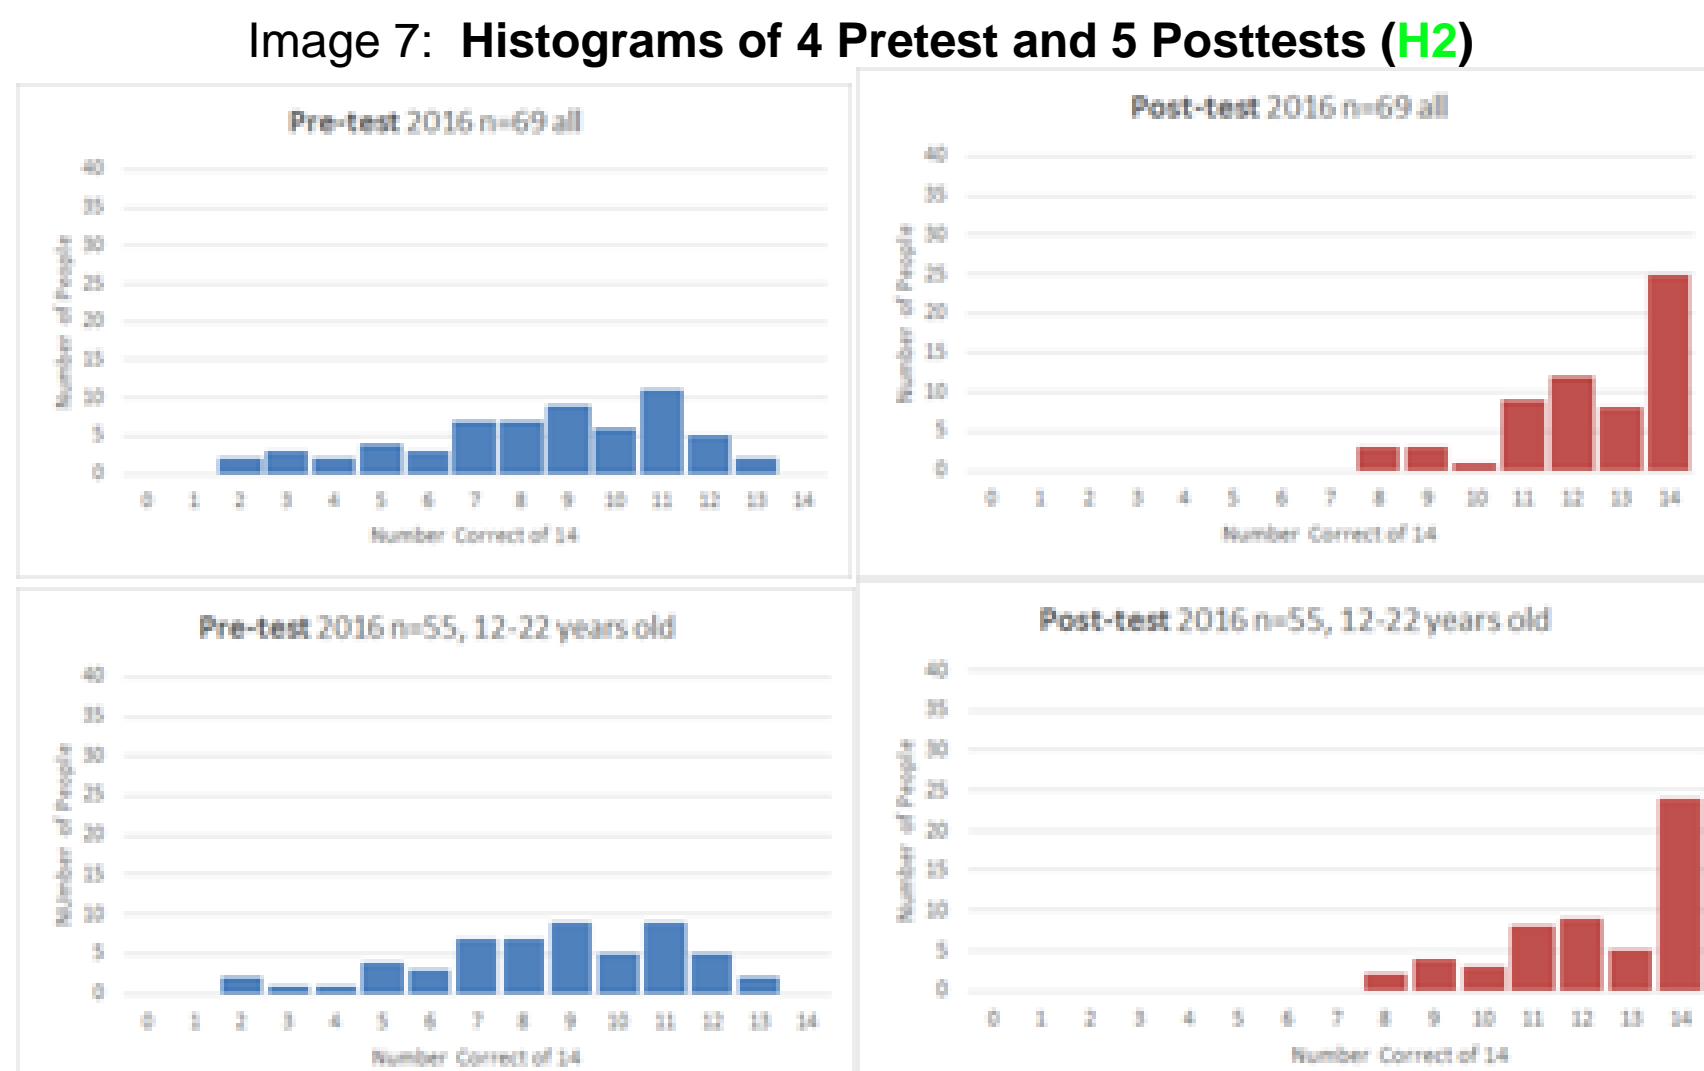 Image 7: Histograms of 4 Pretest and 5 Posttests (H2)
Pre-test 2016 n=69 all
40
35
30
25
20
15
10
5
0
Number of People
0 1 2 3 4 5 6 7 8 9 10 11 12 13 14
Number Correct of 14
Post-test 2016 n=69 all
40
35
30
25
20
15
10
5
0
Number of People
0 1 2 3 4 5 6 7 8 9 10 11 12 13 14
Number Correct of 14
Pre-test 2016 n=55, 12-22 years old
40
35
30
25
20
15
10
5
0
NUmber of People
0 1 2 3 4 5 6 7 8 9 10 11 12 13 14
Number Correct of 14
Post-test 2016 n=55, 12-22 years old
40
35
30
25
20
15
10
5
0
Number of People
0 1 2 3 4 5 6 7 8 9 10 11 12 13 14
Number Correct of 14